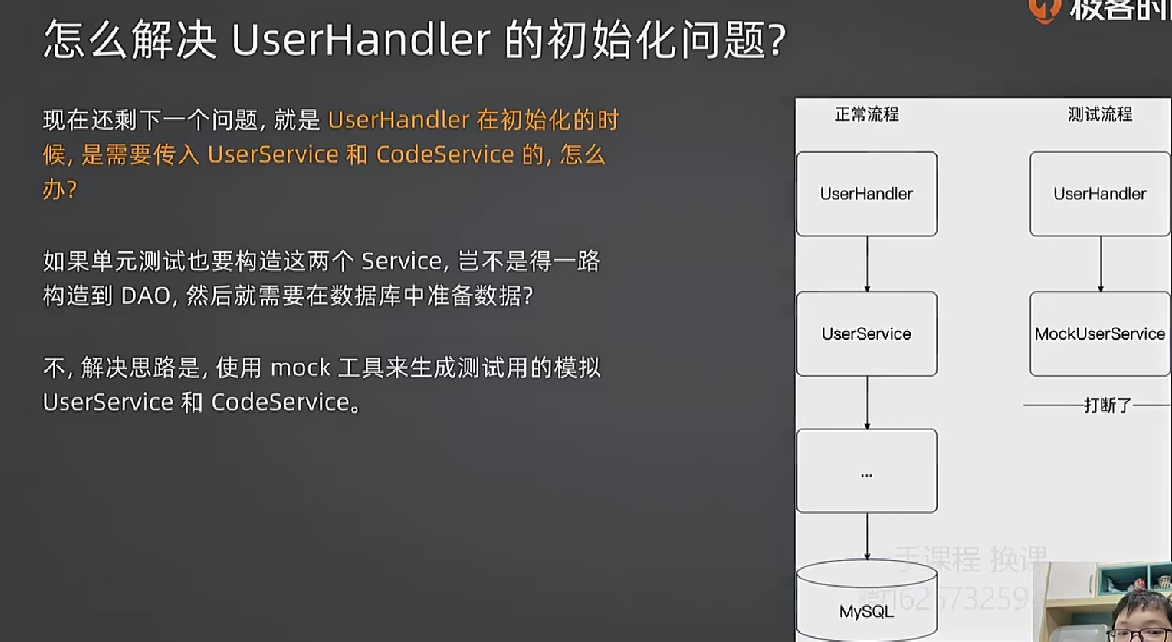 极客时
怎么解决 UserHandler 的初始化问题?
现在还剩下一个问题, 就是 UserHandler 在初始化的时
候, 是需要传入 UserService 和 CodeService 的, 怎么
办?
如果单元测试也要构造这两个 Service, 岂不是得一路
构造到 DAO, 然后就需要在数据库中准备数据?
不, 解决思路是, 使用 mock 工具来生成测试用的模拟
UserService 和 CodeService。
正常流程
UserHandler
UserService
...
MySQL
测试流程
UserHandler
MockUserService
打断了
手课程 换课